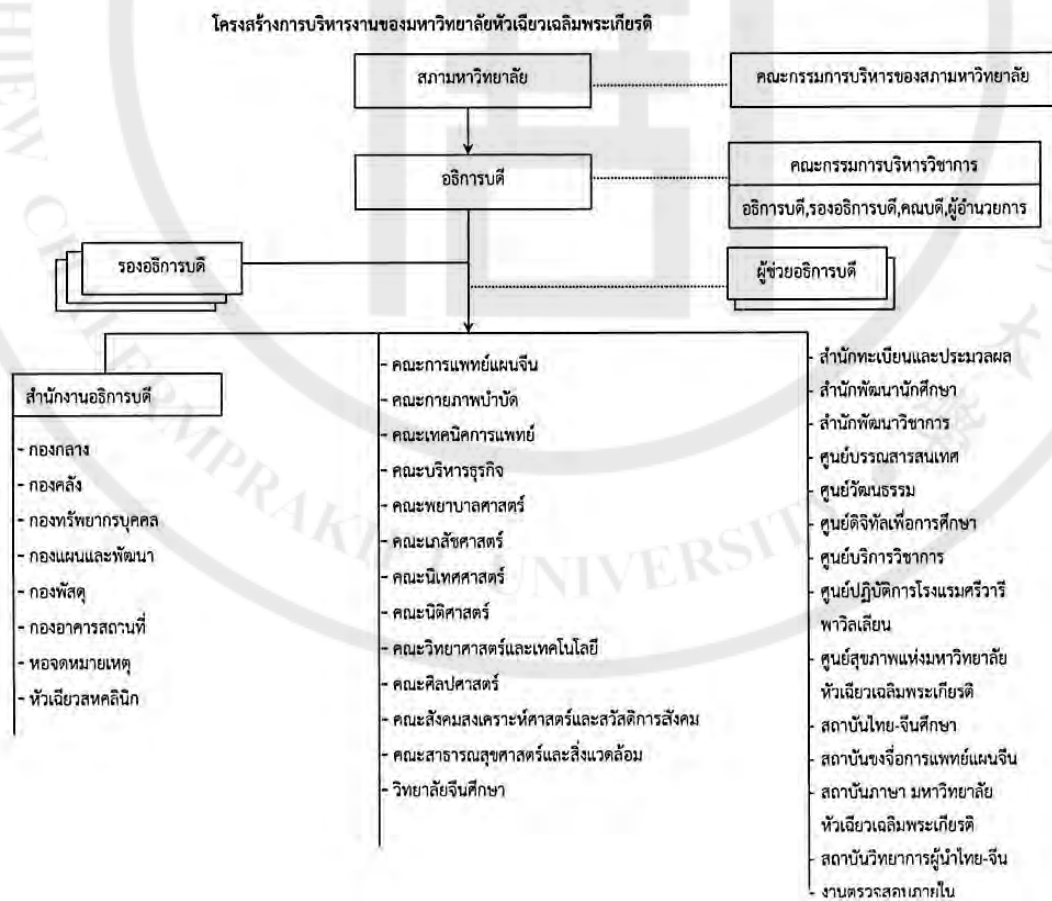 โครงสร้างการบริหารงานของมหาวิทยาลัยหัวเฉียวเฉลิมพระเกียรติ
สภามหาวิทยาลัย
คณะกรรมการบริหารของสภามหาวิทยาลัย
อธิการบดี
คณะกรรมการบริหารวิชาการ
อธิการบดี,รองอธิการบดี,คณบดี,ผู้อำนวยการ
รองอธิการบดี
ผู้ช่วยอธิการบดี
สำนักงานอธิการบดี
- กองกลาง
- กองคลัง
- กองทรัพยากรบุคคล
- กองแผนและพัฒนา
- กองพัสดุ
- กองอาคารสถานที่
- หอจดหมายเหตุ
- หัวเฉียวสหคลินิก
- คณะการแพทย์แผนจีน
- คณะกายภาพบำบัด
- คณะเทคนิคการแพทย์
- คณะบริหารธุรกิจ
- คณะพยาบาลศาสตร์
- คณะเภสัชศาสตร์
- คณะนิเทศศาสตร์
- คณะนิติศาสตร์
- คณะวิทยาศาสตร์และเทคโนโลยี
- คณะศิลปศาสตร์
- คณะสังคมสงเคราะห์ศาสตร์และสวัสดิการสังคม
- คณะสาธารณสุขศาสตร์และสิ่งแวดล้อม
- วิทยาลัยจีนศึกษา
- สำนักทะเบียนและประมวลผล
- สำนักพัฒนานักศึกษา
- สำนักพัฒนาวิชาการ
- ศูนย์บรรณสารสนเทศ
- ศูนย์วัฒนธรรม
- ศูนย์ดิจิทัลเพื่อการศึกษา
- ศูนย์บริการวิชาการ
- ศูนย์ปฏิบัติการโรงแรมศรีวารี
พาวิลเลียน
- ศูนย์สุขภาพแห่งมหาวิทยาลัย
หัวเฉียวเฉลิมพระเกียรติ
- สถาบันไทย-จีนศึกษา
- สถาบันขงจื่อการแพทย์แผนจีน
- สถาบันภาษา มหาวิทยาลัย
หัวเฉียวเฉลิมพระเกียรติ
- สถาบันวิทยาการผู้นำไทย-จีน
- งานตรวจสอบภายใน
HIEW CHALERMPRAKIET UNIVERSITY
大